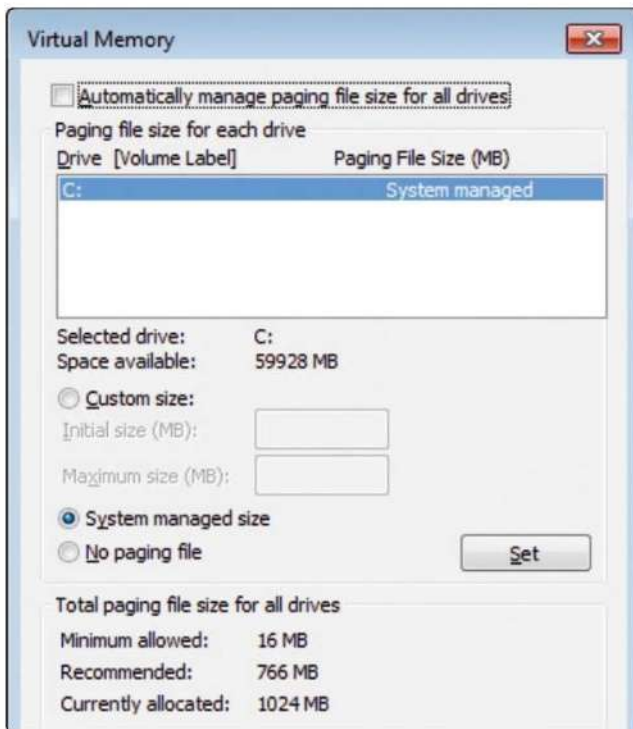 Virtual Memory
Automatically manage paging file size for all drives
Paging file size for each drive
Drive [Volume Label] Paging File Size (MB)
C: System managed
Selected drive: C:
Space available: 59928 MB
Custom size:
Initial size (MB):
Maximum size (MB):
System managed size
No paging file Set
Total paging file size for all drives
Minimum allowed: 16 MB
Recommended: 766 MB
Currently allocated: 1024 MB